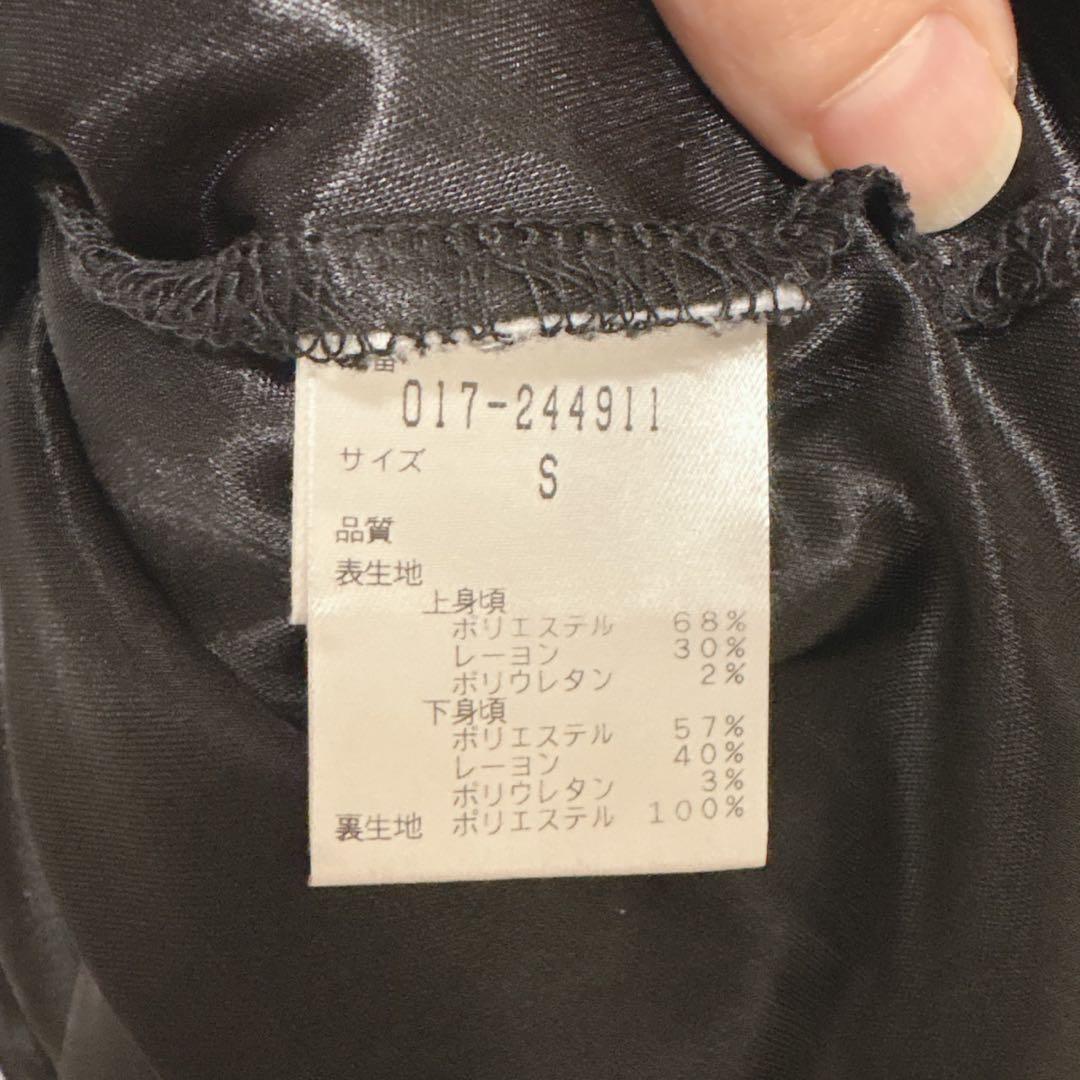 017-244911
サイズ S
品質
表生地
上身頃
ポリエステル 68%
レーヨン 30%
ポリウレタン 2%
下身頃
ポリエステル 57%
レーヨン 40%
ポリウレタン 3%
裏生地 ポリエステル 100%